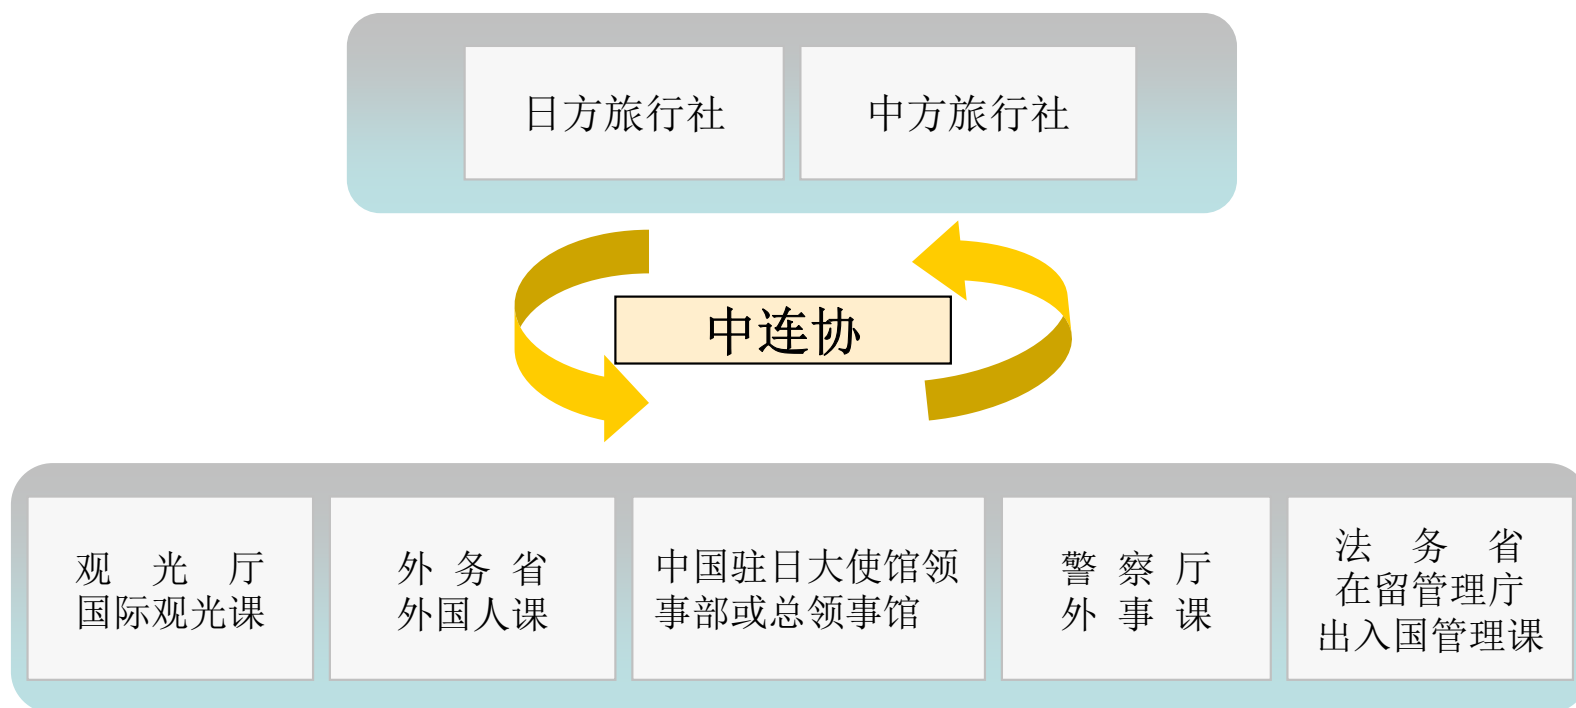 日方旅行社
中方旅行社
中连协
观光厅
国际观光课
外务省
外国人课
中国驻日大使馆领
事部或总领事馆
警察厅
外事课
法务省
在留管理庁
出入国管理课